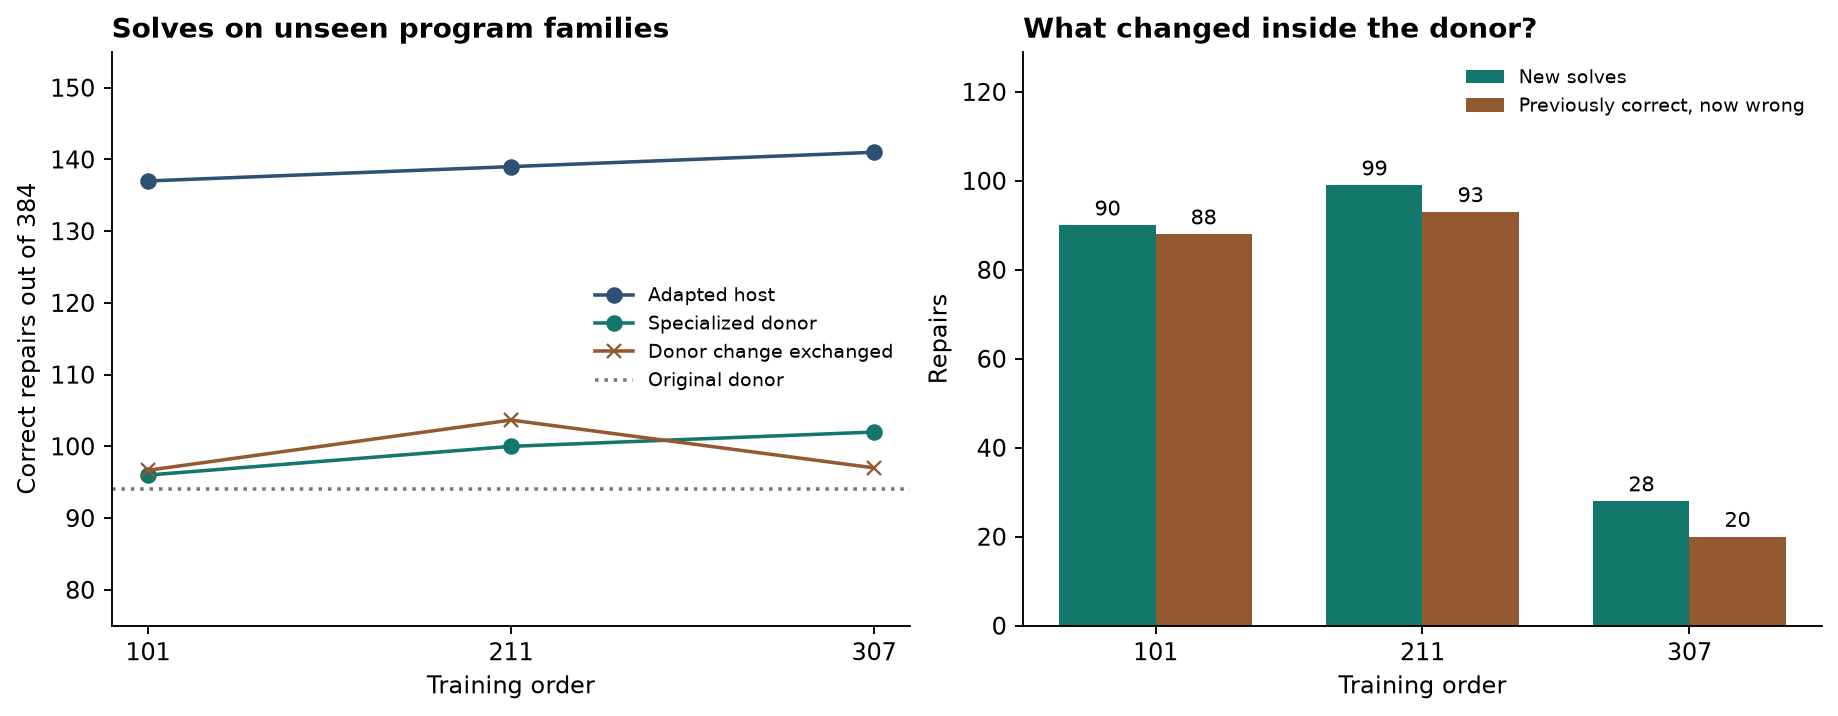 Solves on unseen program families
Correct repairs out of 384
150
140
130
120
110
100
90
80
Adapted host
Specialized donor
Donor change exchanged
Original donor
101
211
307
Training order
What changed inside the donor?
Repairs
120
100
80
60
40
20
0
New solves
Previously correct, now wrong
90
88
99
93
28
20
101
211
307
Training order